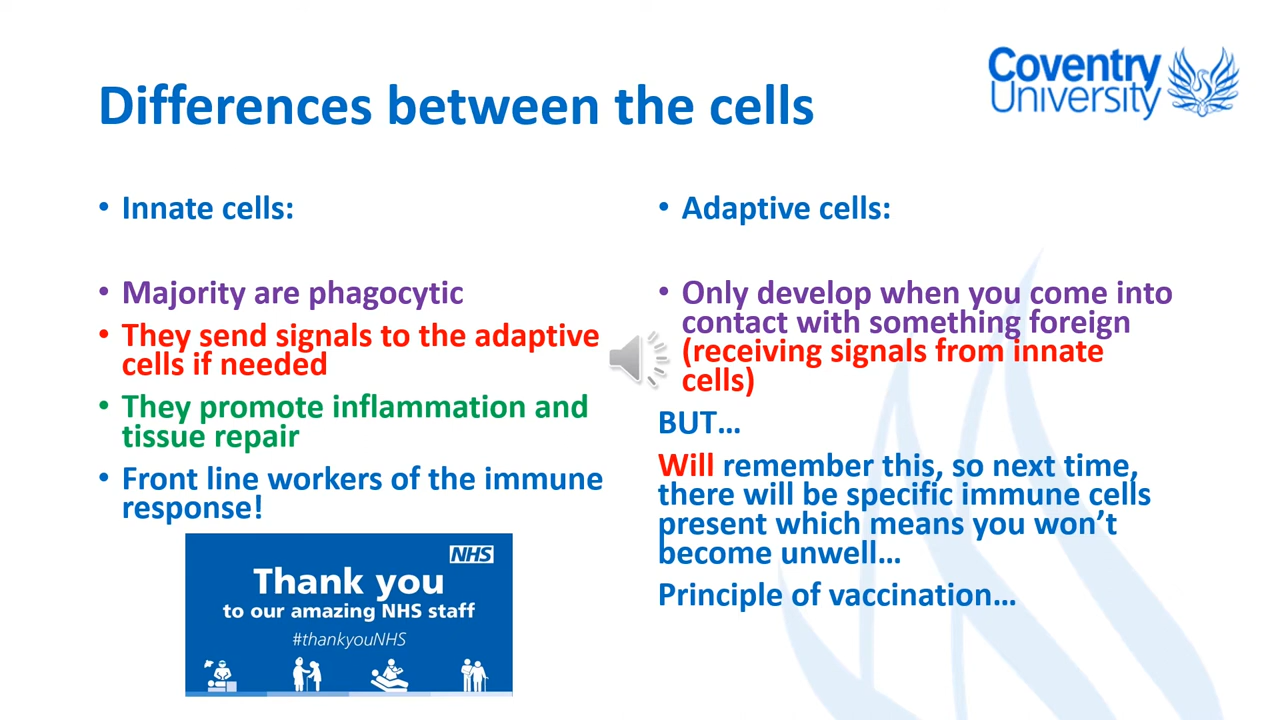 Coventry
University
Differences between the cells
• Innate cells:
• Majority are phagocytic
• They send signals to the adaptive
cells if needed
• They promote inflammation and
tissue repair
• Front line workers of the immune
response!
NHS
Thank you
to our amazing NHS staff
#thankyouNHS
• Adaptive cells:
• Only develop when you come into
contact with something foreign
(receiving signals from innate
cells)
BUT…
Will remember this, so next time,
there will be specific immune cells
present which means you won’t
become unwell…
Principle of vaccination…